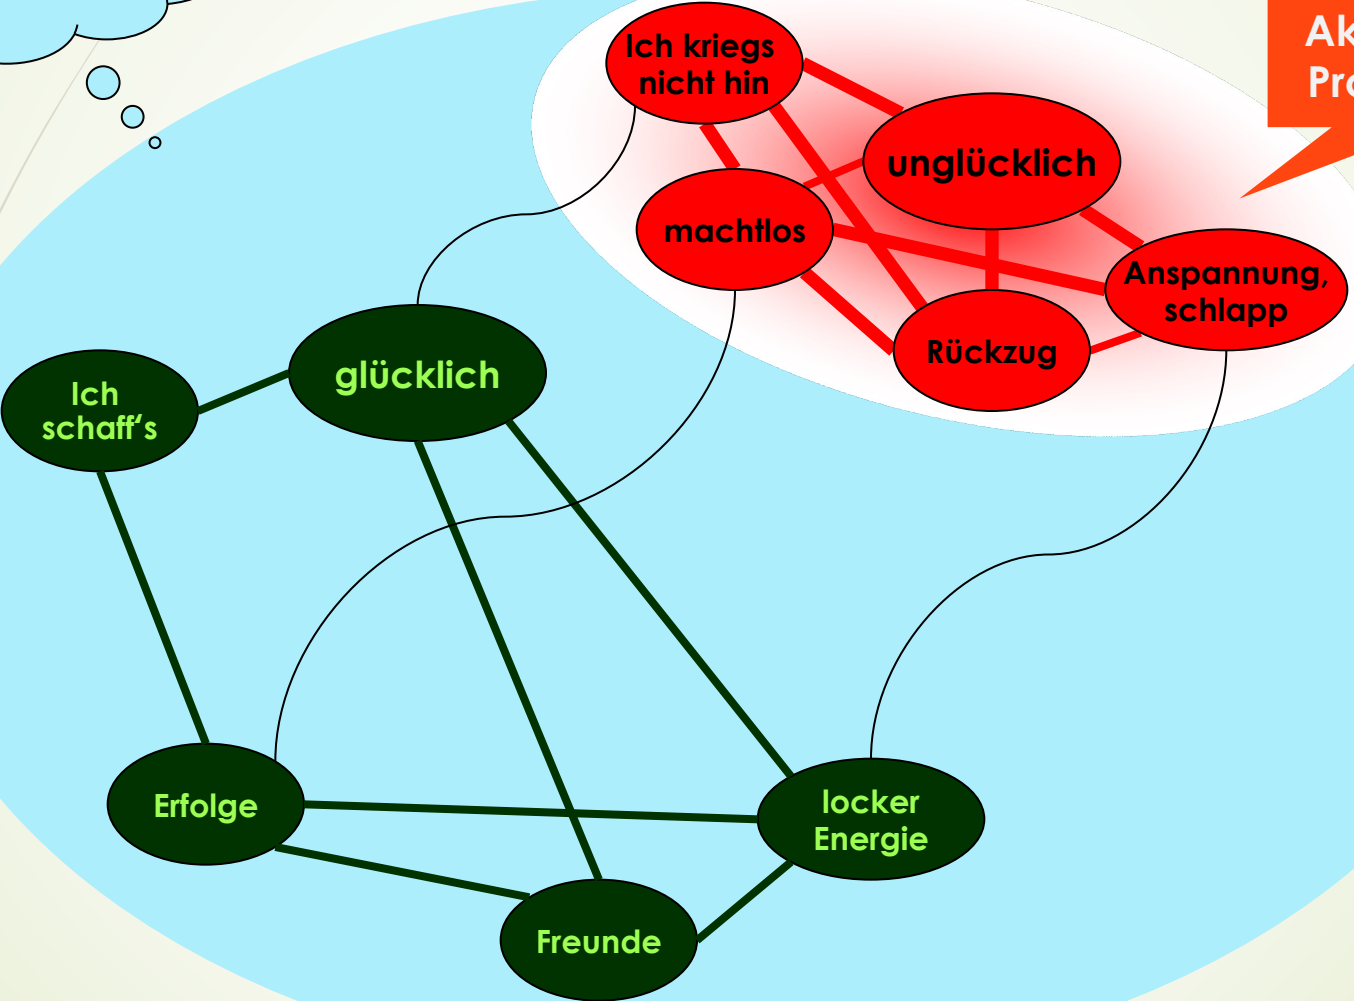 Ich kriegs
nicht hin
unglücklich
machtlos
Anspannung,
schlapp
Rückzug
glücklich
Ich
schaff‘s
Erfolge
locker
Energie
Freunde